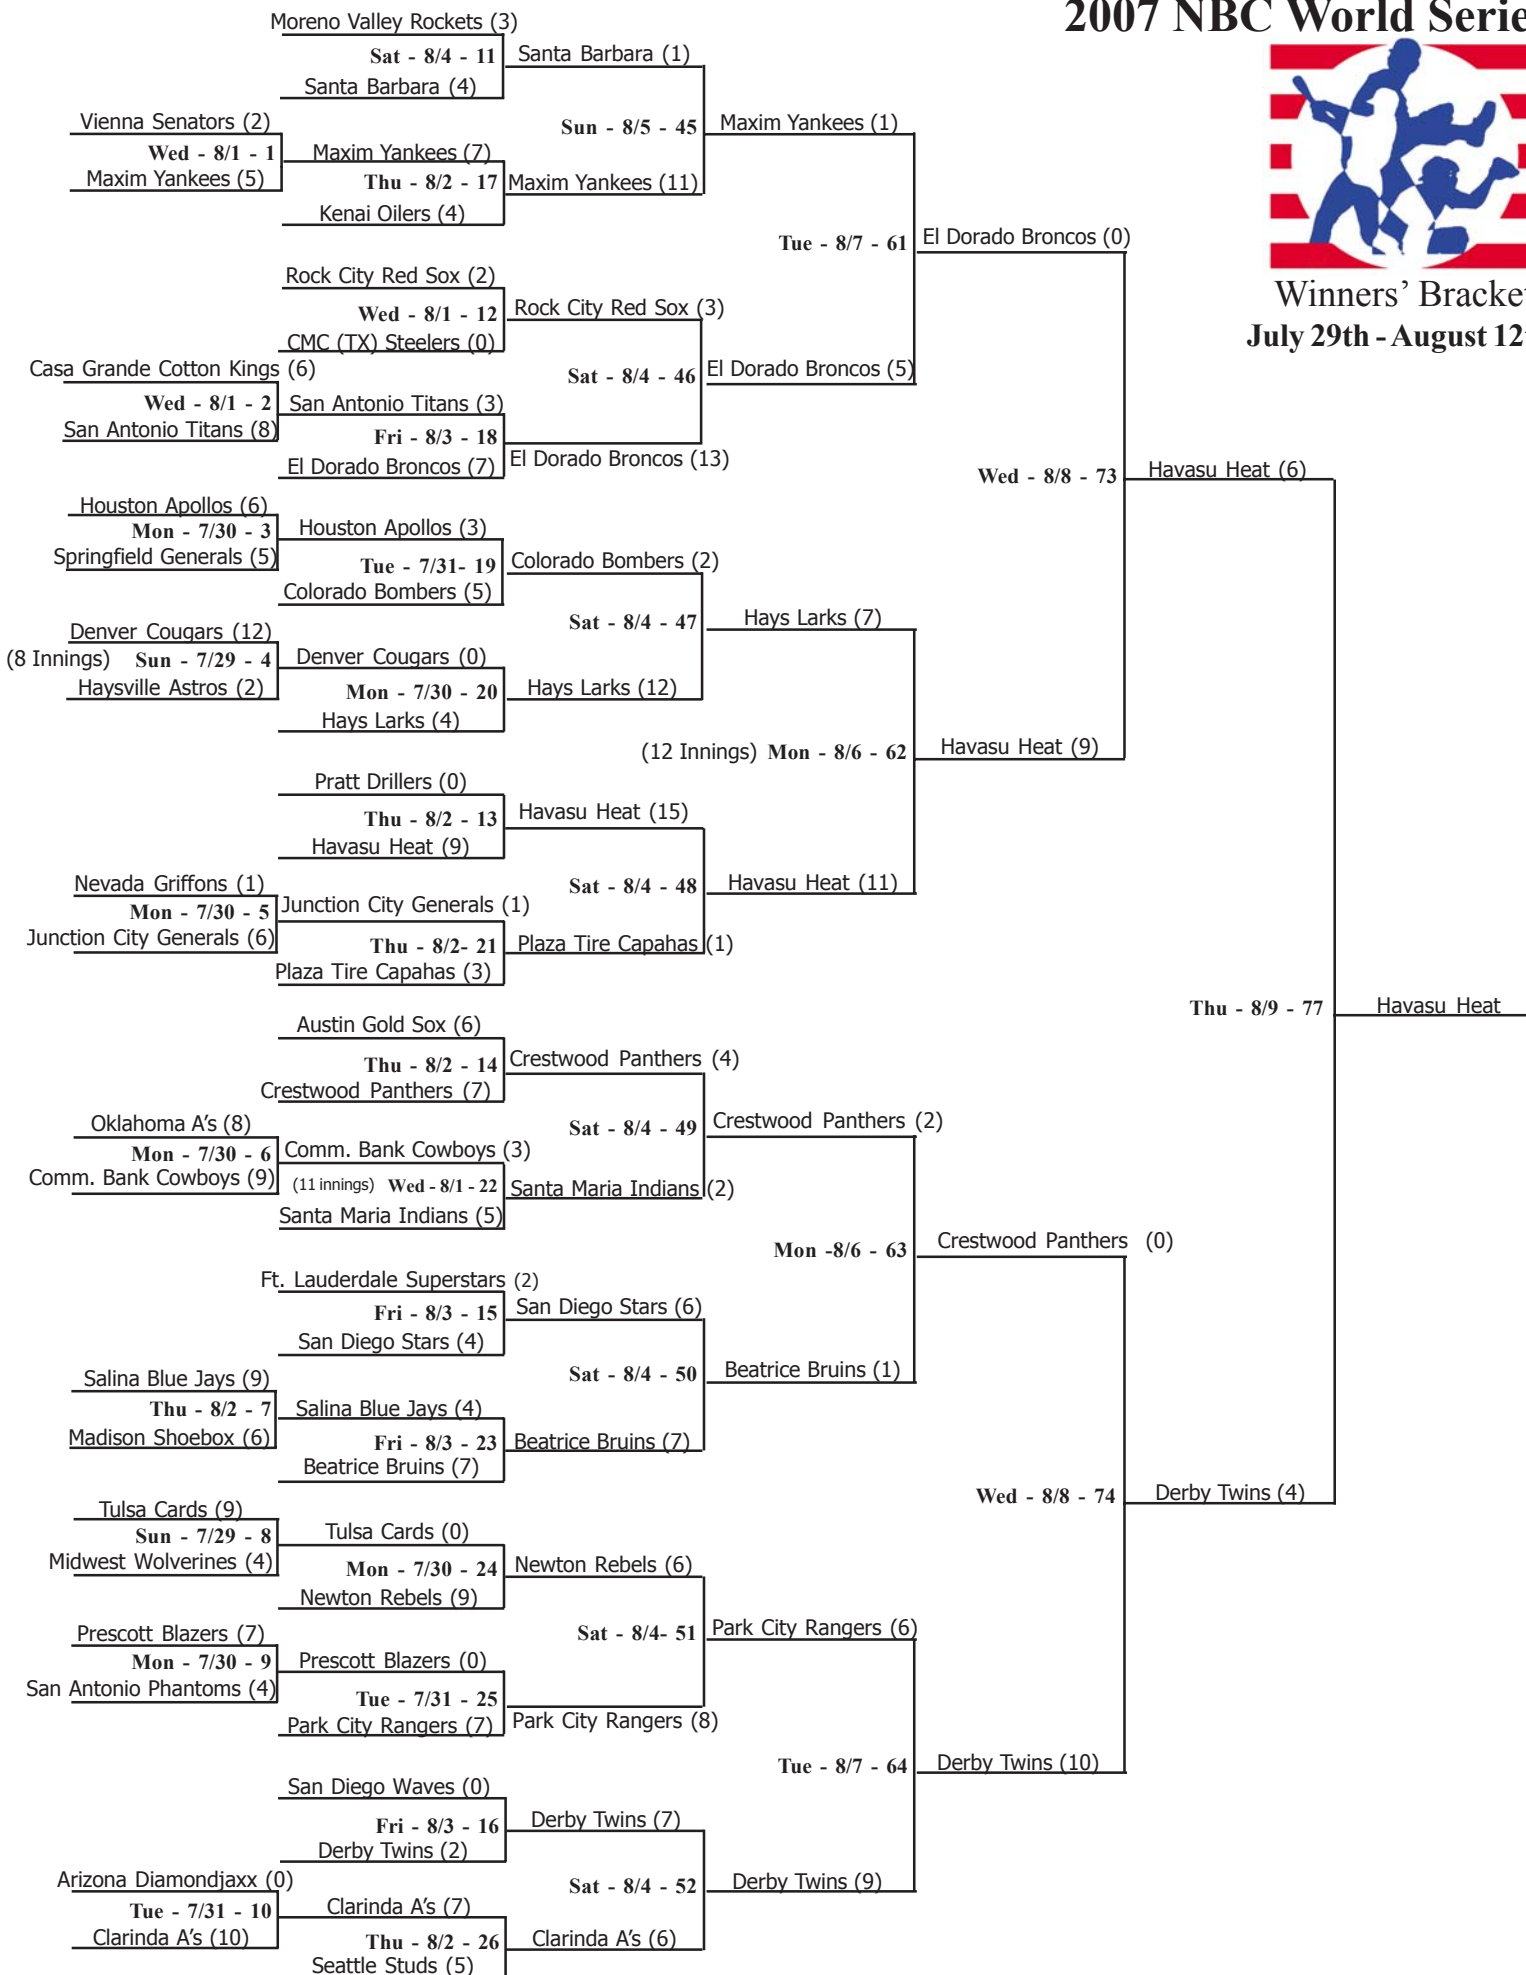 2007 NBC World Serie
Winners’ Bracke
July 29th - August 12
Moreno Valley Rockets (3)
Sat - 8/4 - 11
Santa Barbara (4)
Santa Barbara (1)
Vienna Senators (2)
Wed - 8/1 - 1
Maxim Yankees (5)
Maxim Yankees (7)
Thu - 8/2 - 17
Kenai Oilers (4)
Maxim Yankees (11)
Sun - 8/5 - 45
Maxim Yankees (1)
Rock City Red Sox (2)
Wed - 8/1 - 12
CMC (TX) Steelers (0)
Rock City Red Sox (3)
Casa Grande Cotton Kings (6)
Wed - 8/1 - 2
San Antonio Titans (8)
San Antonio Titans (3)
Fri - 8/3 - 18
El Dorado Broncos (7)
El Dorado Broncos (13)
Sat - 8/4 - 46
El Dorado Broncos (5)
Tue - 8/7 - 61
El Dorado Broncos (0)
Houston Apollos (6)
Mon - 7/30 - 3
Springfield Generals (5)
Houston Apollos (3)
Tue - 7/31- 19
Colorado Bombers (5)
Colorado Bombers (2)
Denver Cougars (12)
(8 Innings) Sun - 7/29 - 4
Haysville Astros (2)
Denver Cougars (0)
Mon - 7/30 - 20
Hays Larks (4)
Hays Larks (12)
Sat - 8/4 - 47
Hays Larks (7)
Pratt Drillers (0)
Thu - 8/2 - 13
Havasu Heat (9)
Havasu Heat (15)
Nevada Griffons (1)
Mon - 7/30 - 5
Junction City Generals (6)
Junction City Generals (1)
Thu - 8/2- 21
Plaza Tire Capahas (3)
Plaza Tire Capahas (1)
Sat - 8/4 - 48
Havasu Heat (11)
(12 Innings) Mon - 8/6 - 62
Havasu Heat (9)
Wed - 8/8 - 73
Havasu Heat (6)
Austin Gold Sox (6)
Thu - 8/2 - 14
Crestwood Panthers (7)
Crestwood Panthers (4)
Oklahoma A's (8)
Mon - 7/30 - 6
Comm. Bank Cowboys (9)
Comm. Bank Cowboys (3)
(11 innings) Wed - 8/1 - 22
Santa Maria Indians (5)
Santa Maria Indians (2)
Sat - 8/4 - 49
Crestwood Panthers (2)
Ft. Lauderdale Superstars (2)
Fri - 8/3 - 15
San Diego Stars (4)
San Diego Stars (6)
Salina Blue Jays (9)
Thu - 8/2 - 7
Madison Shoebox (6)
Salina Blue Jays (4)
Fri - 8/3 - 23
Beatrice Bruins (7)
Beatrice Bruins (7)
Sat - 8/4 - 50
Beatrice Bruins (1)
Mon -8/6 - 63
Crestwood Panthers (0)
Tulsa Cards (9)
Sun - 7/29 - 8
Midwest Wolverines (4)
Tulsa Cards (0)
Mon - 7/30 - 24
Newton Rebels (9)
Newton Rebels (6)
Prescott Blazers (7)
Mon - 7/30 - 9
San Antonio Phantoms (4)
Prescott Blazers (0)
Tue - 7/31 - 25
Park City Rangers (7)
Park City Rangers (8)
Sat - 8/4- 51
Park City Rangers (6)
San Diego Waves (0)
Fri - 8/3 - 16
Derby Twins (2)
Derby Twins (7)
Arizona Diamondjaxx (0)
Tue - 7/31 - 10
Clarinda A's (10)
Clarinda A's (7)
Thu - 8/2 - 26
Seattle Studs (5)
Clarinda A's (6)
Sat - 8/4 - 52
Derby Twins (9)
Tue - 8/7 - 64
Derby Twins (10)
Wed - 8/8 - 74
Derby Twins (4)
Thu - 8/9 - 77
Havasu Heat